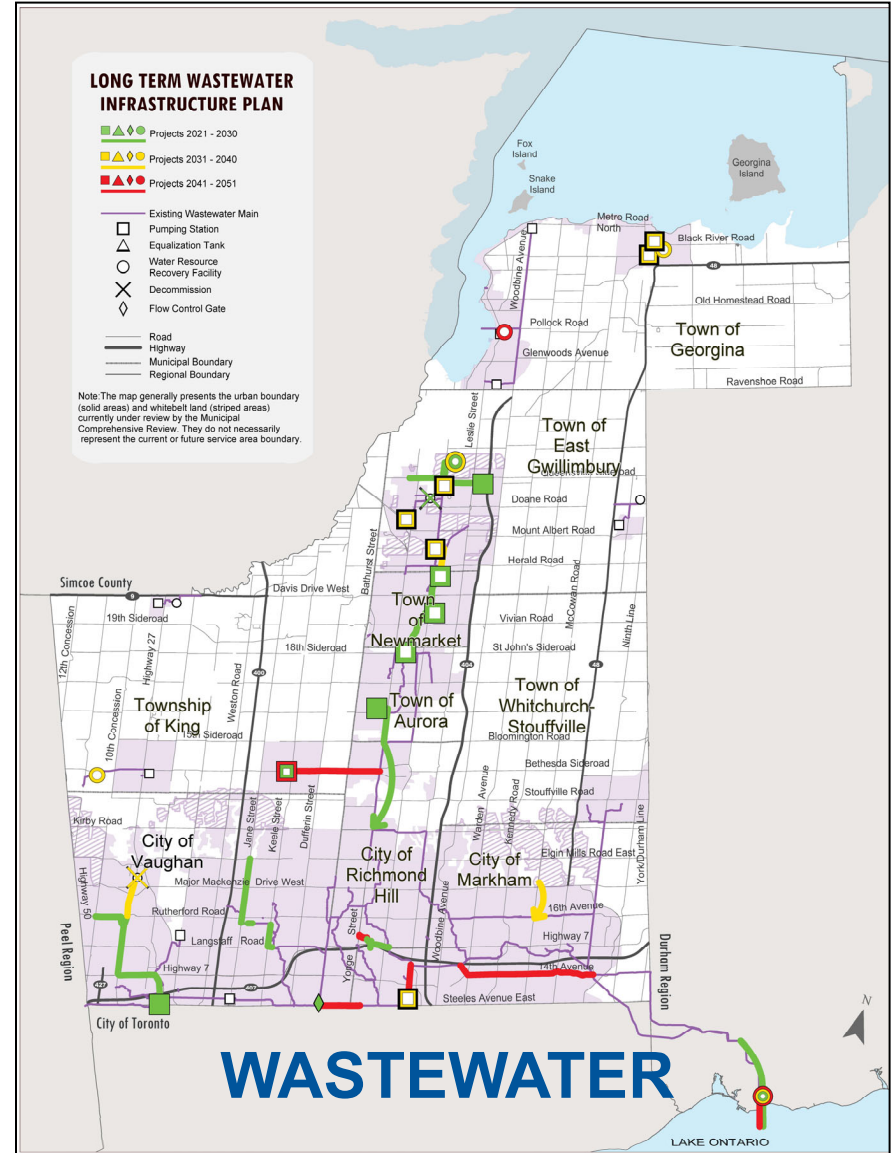 LONG TERM WASTEWATER
INFRASTRUCTURE PLAN
Projects 2021 - 2030
Projects 2031 - 2040
Projects 2041 - 2051
Existing Wastewater Main
Pumping Station
Equalization Tank
Water Resource
Recovery Facility
Decommission
Flow Control Gate
Road
Highway
Municipal Boundary
Regional Boundary
Note:The map generally presents the urban boundary
(solid areas) and whitebelt land (striped areas)
currently under review by the Municipal
Comprehensive Review. They do not necessarily
represent the current or future service area boundary.
Fox
Island
Snake
Island
Georgina
Island
Metro Road
North
Black River Road
48
Woodbine Avenue
Old Homestead Road
Pollock Road
Town of
Georgina
Glenwoods Avenue
Ravenshoe Road
Leslie Street
Town of
East
Gwillimbury
Doane Road
Mount Albert Road
Herald Road
Bathurst Street
Simcoe County
Davis Drive West
9
19th Sideroad
Vivian Road
McCowan Road
Ninth Line
12th Concession
Highway 27
Town
of
Newmarket
18th Sideroad
St John's Sideroad
400
404
48
Weston Road
Township
of King
15th Sideroad
10th Concession
Town of
Aurora
Town of
Whitchurch-
Stouffville
Bloomington Road
Bethesda Sideroad
Stouffville Road
Kirby Road
Jane Street
Keele Street
Dufferin Street
Warden Avenue
Kennedy Road
York/Durham Line
City of
Vaughan
City of
Richmond
Hill
City of
Markham
Elgin Mills Road East
Major Mackenzie Drive West
Highway 50
Rutherford Road
16th Avenue
Langstaff Road
Yonge Street
Woodbine Avenue
Highway 7
Highway 7
14th Avenue
Peel Region
Durham Region
427
407
Steeles Avenue East
City of Toronto
N
WASTEWATER
LAKE ONTARIO